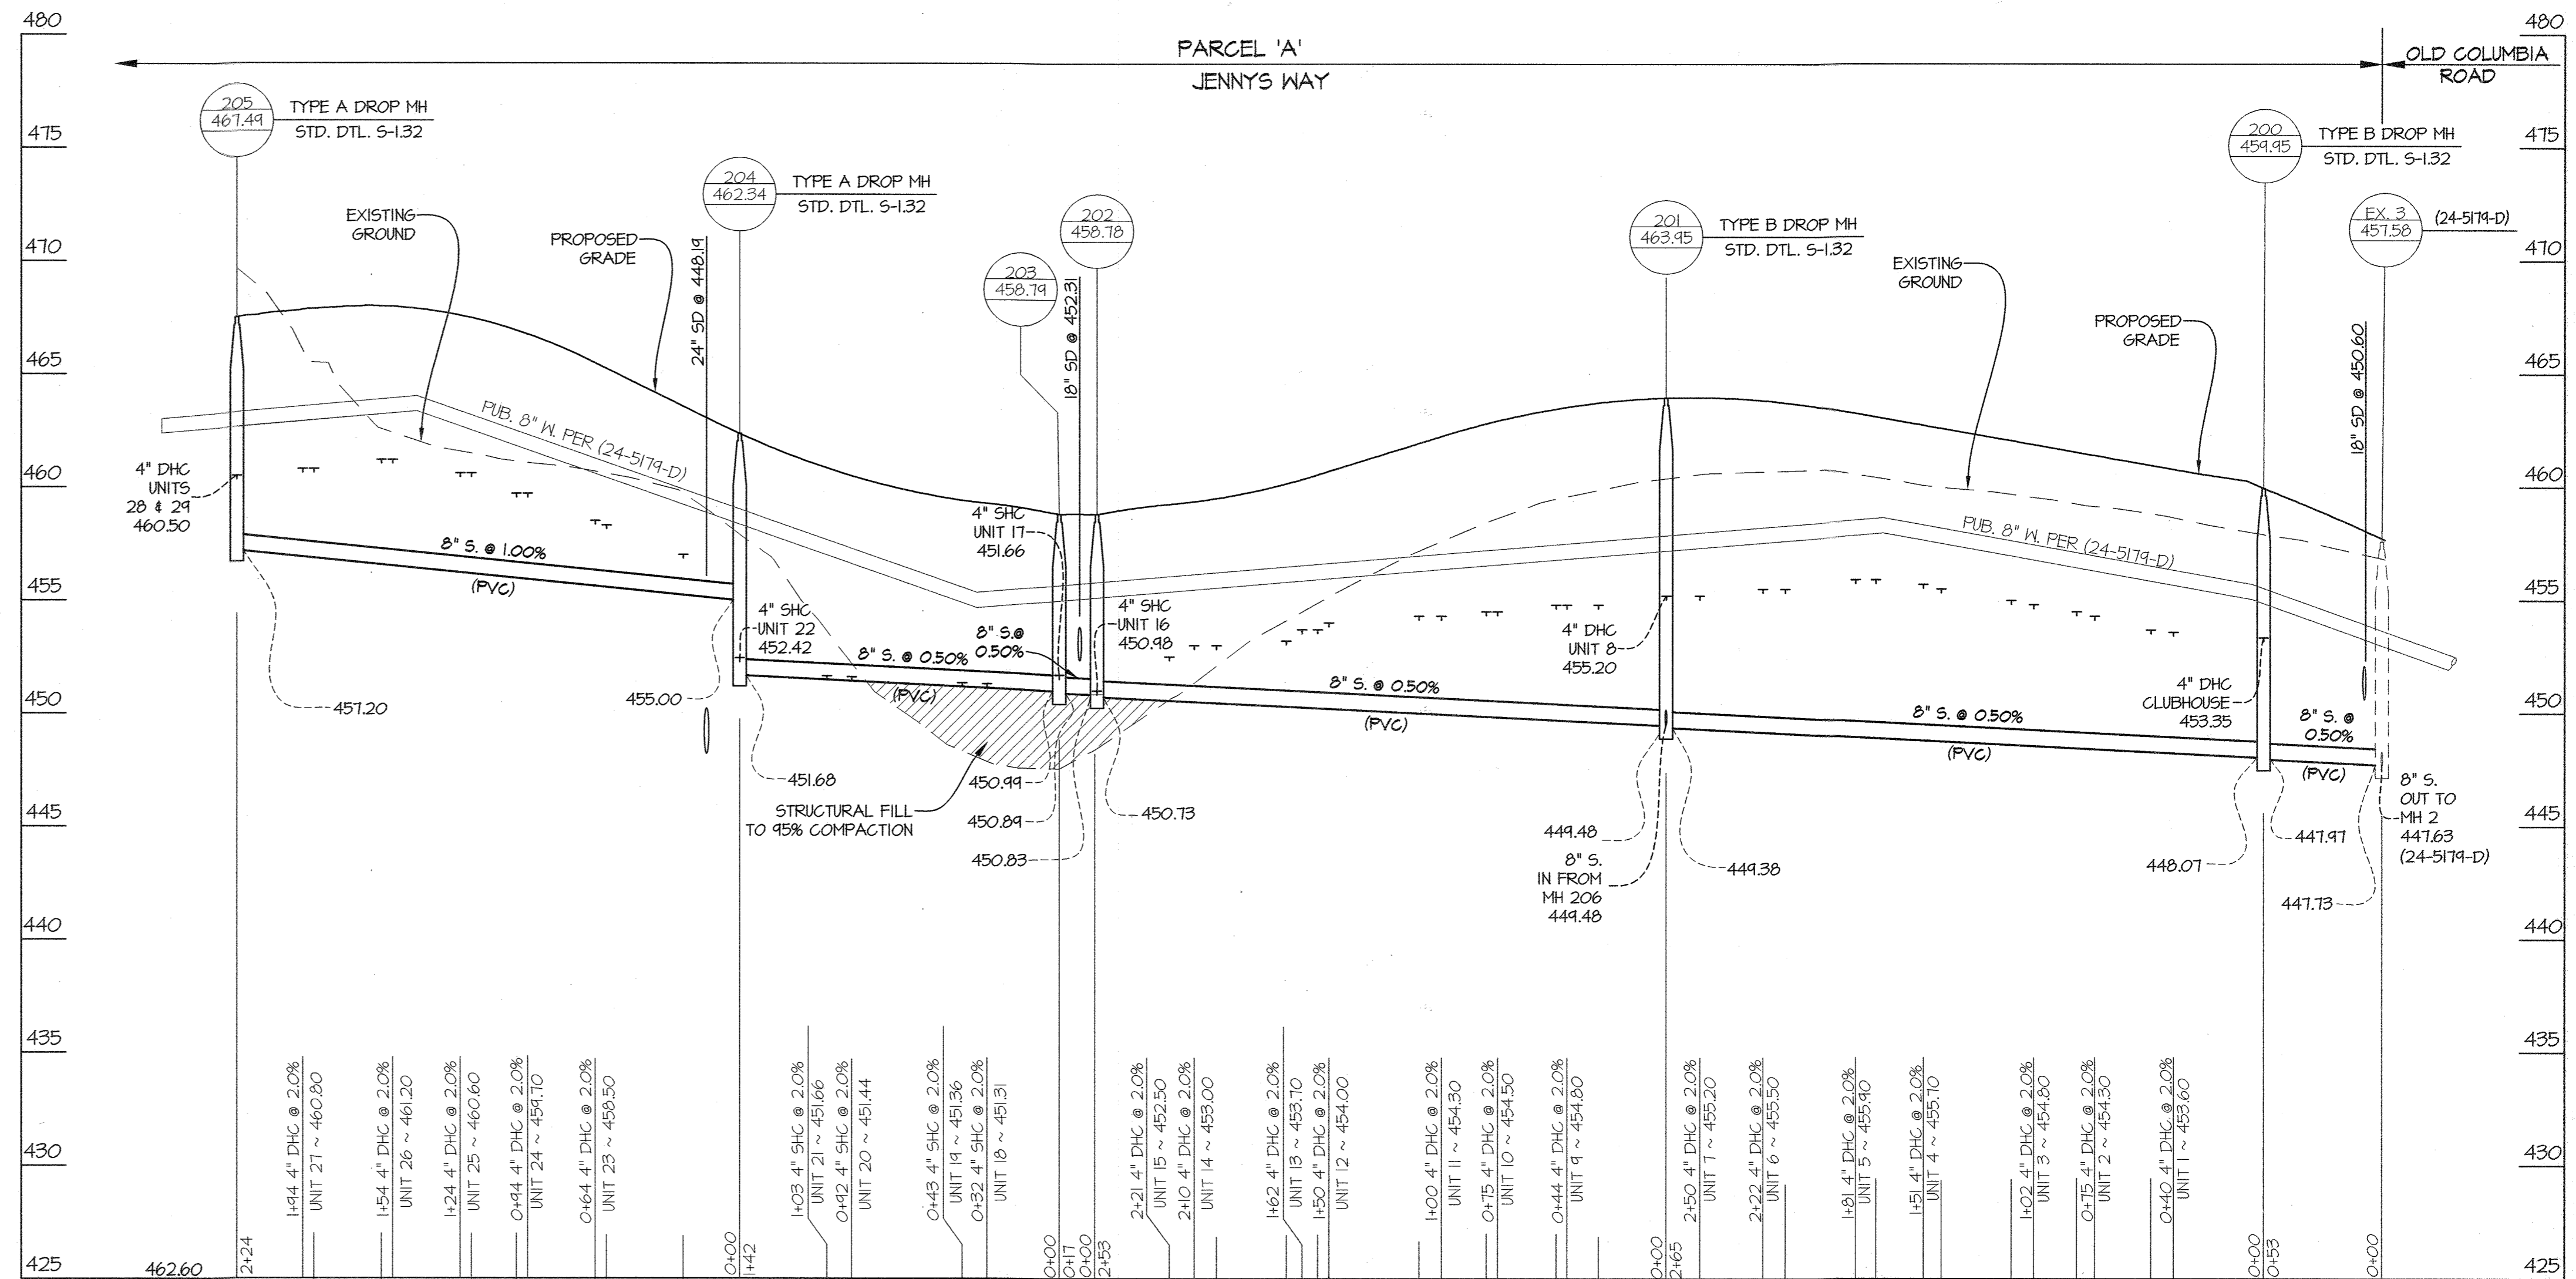 480
475
470
465
460
455
450
445
440
435
430
425
PARCEL 'A'
JENNYS WAY
OLD COLUMBIA
ROAD
480
475
470
465
460
455
450
445
440
435
430
425
205
467.49
TYPE A DROP MH
STD. DTL. S-1.32
204
462.34
TYPE A DROP MH
STD. DTL. S-1.32
203
458.79
202
458.78
201
463.95
TYPE B DROP MH
STD. DTL. S-1.32
200
459.95
TYPE B DROP MH
STD. DTL. S-1.32
EX. 3
457.58
(24-5179-D)
EXISTING
GROUND
PROPOSED
GRADE
24" SD @ 448.19
18" SD @ 452.31
EXISTING
GROUND
PROPOSED
GRADE
18" SD @ 450.60
PUB. 8" W. PER (24-5179-D)
PUB. 8" W. PER (24-5179-D)
4" DHC
UNITS
28 & 29
460.50
8" S. @ 1.00%
(PVC)
457.20
455.00
4" SHC
UNIT 22
452.42
451.68
8" S. @ 0.50%
(PVC)
4" SHC
UNIT 17
451.66
8" S.@
0.50%
4" SHC
UNIT 16
450.98
STRUCTURAL FILL
TO 95% COMPACTION
450.99
450.89
450.83
450.73
8" S. @ 0.50%
(PVC)
4" DHC
UNIT 8
455.20
449.48
8" S.
IN FROM
MH 206
449.48
449.38
8" S. @ 0.50%
(PVC)
4" DHC
CLUBHOUSE
453.35
448.07
447.97
8" S. @
0.50%
(PVC)
447.73
8" S.
OUT TO
MH 2
447.63
(24-5179-D)
462.60
2+24
1+94 4" DHC @ 2.0%
UNIT 27 ~ 460.80
1+54 4" DHC @ 2.0%
UNIT 26 ~ 461.20
1+24 4" DHC @ 2.0%
UNIT 25 ~ 460.60
0+94 4" DHC @ 2.0%
UNIT 24 ~ 459.70
0+64 4" DHC @ 2.0%
UNIT 23 ~ 458.50
0+00
1+42
1+03 4" SHC @ 2.0%
UNIT 21 ~ 451.66
0+92 4" SHC @ 2.0%
UNIT 20 ~ 451.44
0+43 4" SHC @ 2.0%
UNIT 19 ~ 451.36
0+32 4" SHC @ 2.0%
UNIT 18 ~ 451.31
0+00
0+17
0+00
2+53
2+21 4" DHC @ 2.0%
UNIT 15 ~ 452.50
2+10 4" DHC @ 2.0%
UNIT 14 ~ 453.00
1+62 4" DHC @ 2.0%
UNIT 13 ~ 453.70
1+50 4" DHC @ 2.0%
UNIT 12 ~ 454.00
1+00 4" DHC @ 2.0%
UNIT 11 ~ 454.30
0+75 4" DHC @ 2.0%
UNIT 10 ~ 454.50
0+44 4" DHC @ 2.0%
UNIT 9 ~ 454.80
0+00
2+65
2+50 4" DHC @ 2.0%
UNIT 7 ~ 455.20
2+22 4" DHC @ 2.0%
UNIT 6 ~ 455.50
1+81 4" DHC @ 2.0%
UNIT 5 ~ 455.90
1+51 4" DHC @ 2.0%
UNIT 4 ~ 455.70
1+02 4" DHC @ 2.0%
UNIT 3 ~ 454.80
0+75 4" DHC @ 2.0%
UNIT 2 ~ 454.30
0+40 4" DHC @ 2.0%
UNIT 1 ~ 453.60
0+00
0+53
0+00